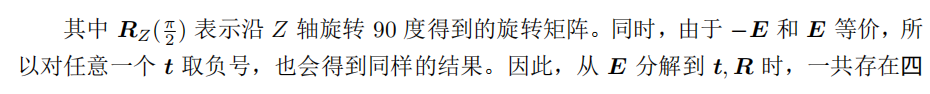 其中 R_Z(π/2) 表示沿 Z 轴旋转 90 度得到的旋转矩阵。同时，由于 −E 和 E 等价，所
以对任意一个 t 取负号，也会得到同样的结果。因此，从 E 分解到 t, R 时，一共存在四